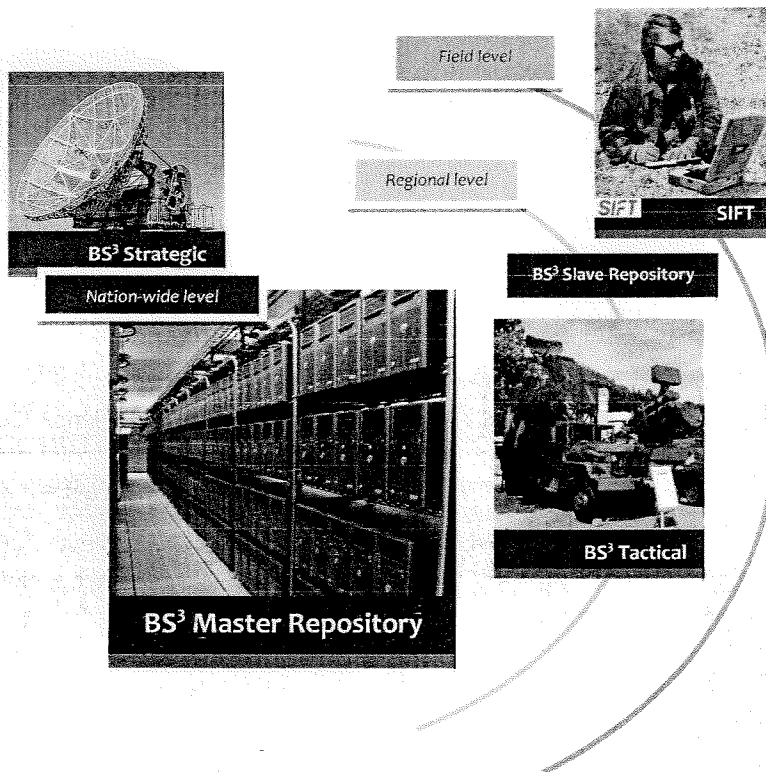 Field level
SIFT
SIFT
Regional level
BS³ Strategic
Nation-wide level
BS³ Slave Repository
BS³ Tactical
BS³ Master Repository